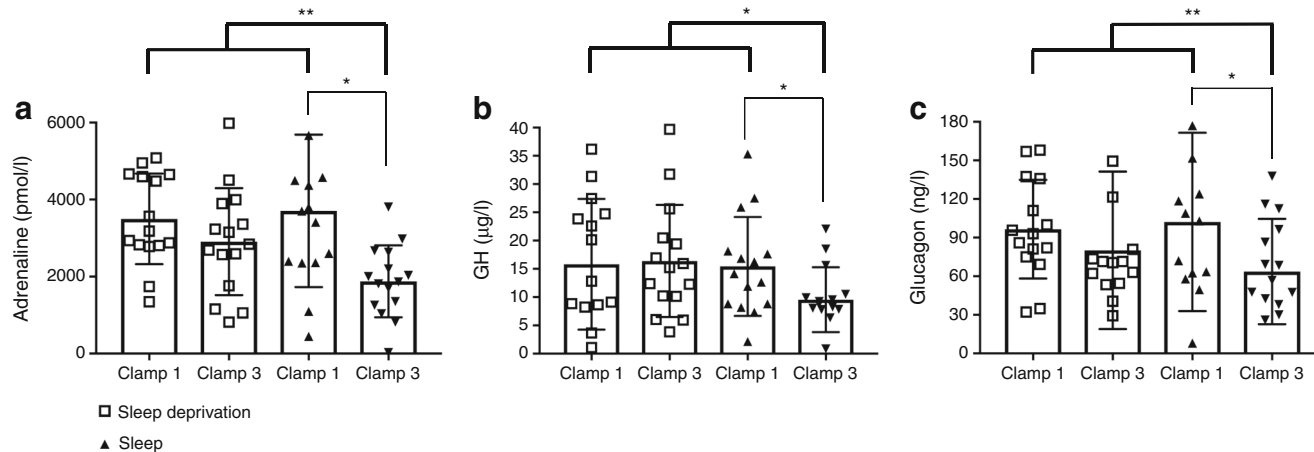 **
*
**
*
*
*
a
b
c
Adrenaline (pmol/l)
6000
4000
2000
0
Clamp 1 Clamp 3 Clamp 1 Clamp 3
GH (µg/l)
40
35
30
25
20
15
10
5
0
Clamp 1 Clamp 3 Clamp 1 Clamp 3
Glucagon (ng/l)
180
150
120
90
60
30
0
Clamp 1 Clamp 3 Clamp 1 Clamp 3
Sleep deprivation
Sleep